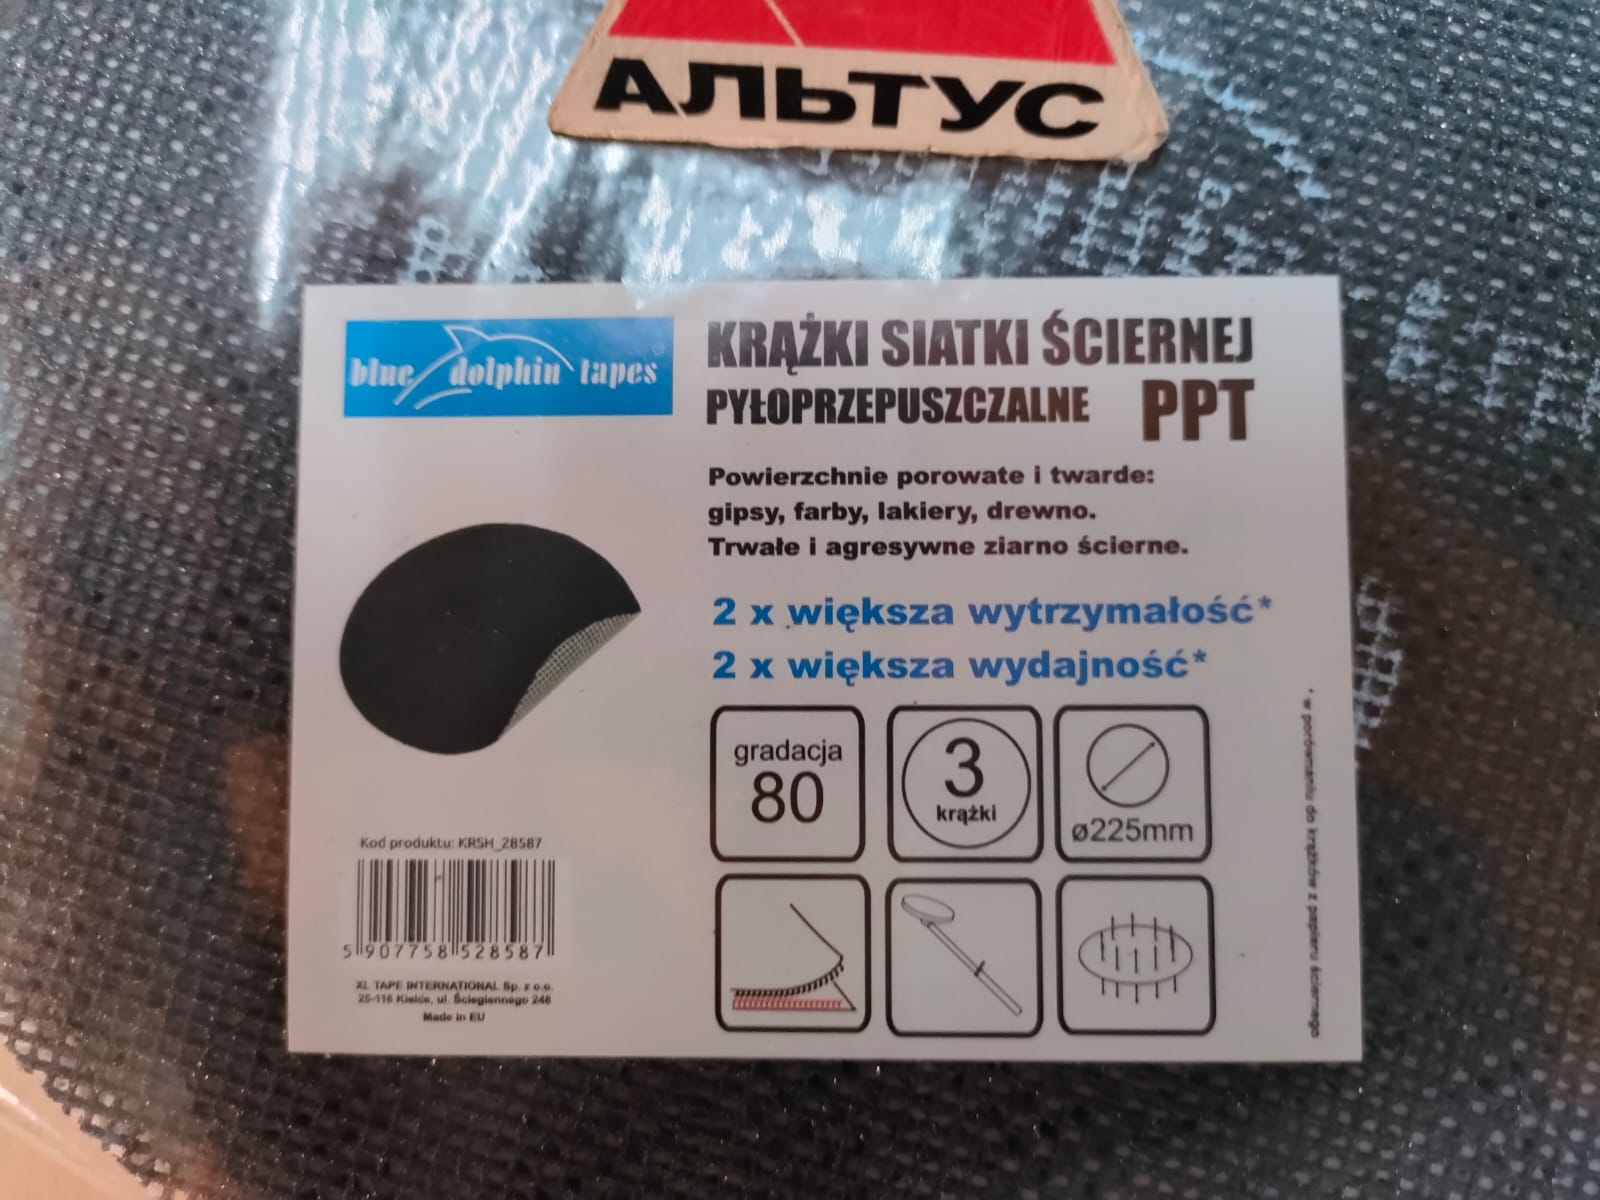 АЛЬТУС
blue dolphin tapes
KRĄŻKI SIATKI ŚCIERNEJ
PYŁOPRZEPUSZCZALNE PPT
Powierzchnie porowate i twarde:
gipsy, farby, lakiery, drewno.
Trwałe i agresywne ziarno ścierne.
2 x większa wytrzymałość*
2 x większa wydajność*
gradacja
80
3
krążki
ø225mm
Kod produktu: KRSH_28587
5 907758 528587
XL TAPE INTERNATIONAL Sp. z o.o.
25-116 Kielce, ul. Ściegiennego 248
Made in EU
* w porównaniu do krążków z papieru ściernego